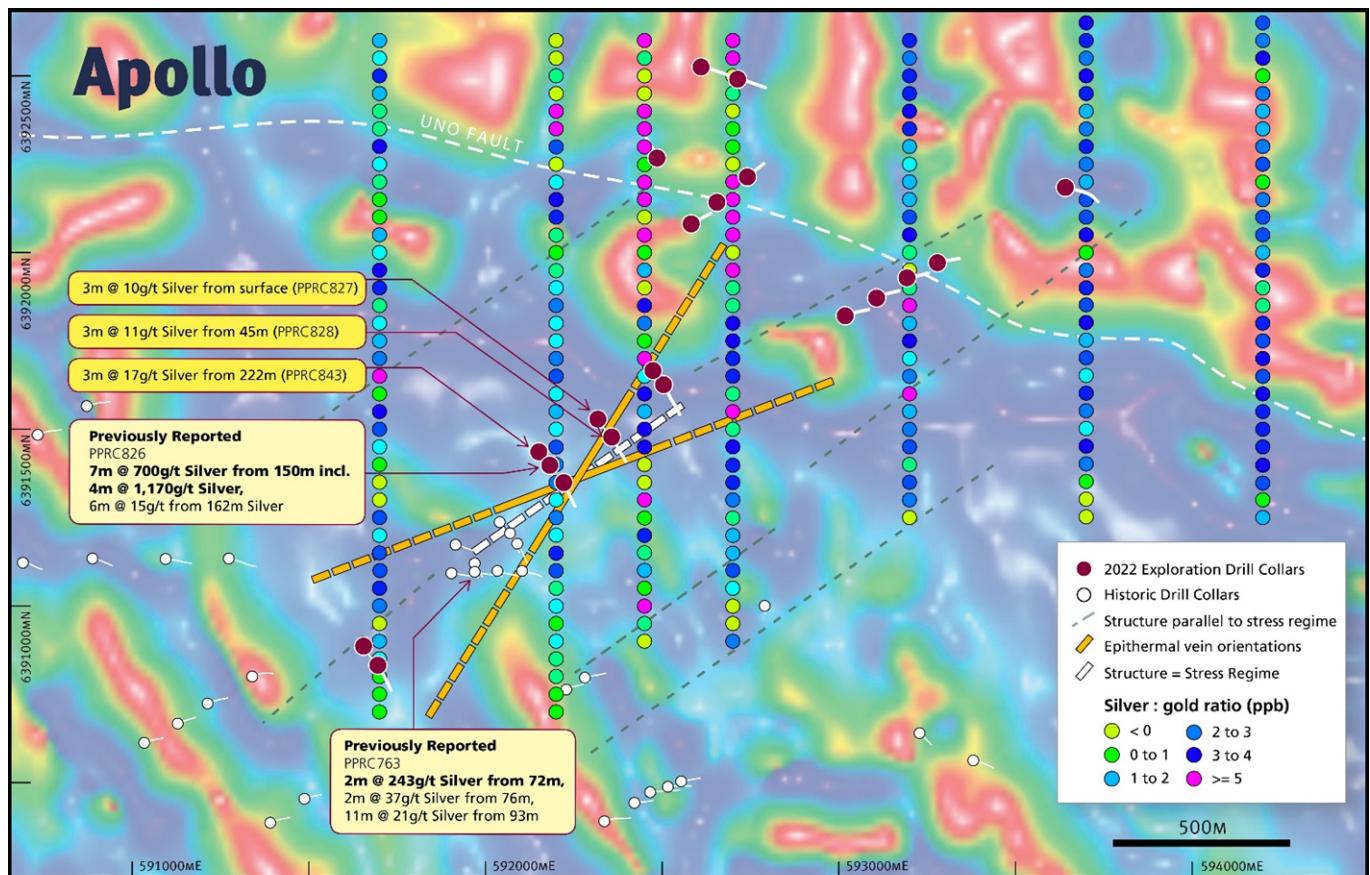 Apollo
UNO FAULT
6392500MN
6392000MN
6391500MN
6391000MN
3m @ 10g/t Silver from surface (PPRC827)
3m @ 11g/t Silver from 45m (PPRC828)
3m @ 17g/t Silver from 222m (PPRC843)
Previously Reported
PPRC826
7m @ 700g/t Silver from 150m incl.
4m @ 1,170g/t Silver,
6m @ 15g/t from 162m Silver
Previously Reported
PPRC763
2m @ 243g/t Silver from 72m,
2m @ 37g/t Silver from 76m,
11m @ 21g/t Silver from 93m
2022 Exploration Drill Collars
Historic Drill Collars
Structure parallel to stress regime
Epithermal vein orientations
Structure = Stress Regime
Silver : gold ratio (ppb)
< 0
0 to 1
1 to 2
2 to 3
3 to 4
>= 5
500M
591000ME
592000ME
593000ME
594000ME